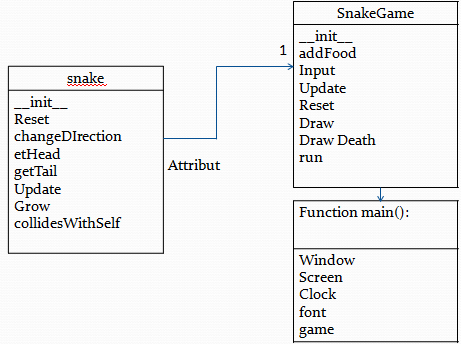 snake
__init__
Reset
changeDIrection
etHead
getTail
Update
Grow
collidesWithSelf
Attribut
1
SnakeGame
__init__
addFood
Input
Update
Reset
Draw
Draw Death
run
Function main():
Window
Screen
Clock
font
game